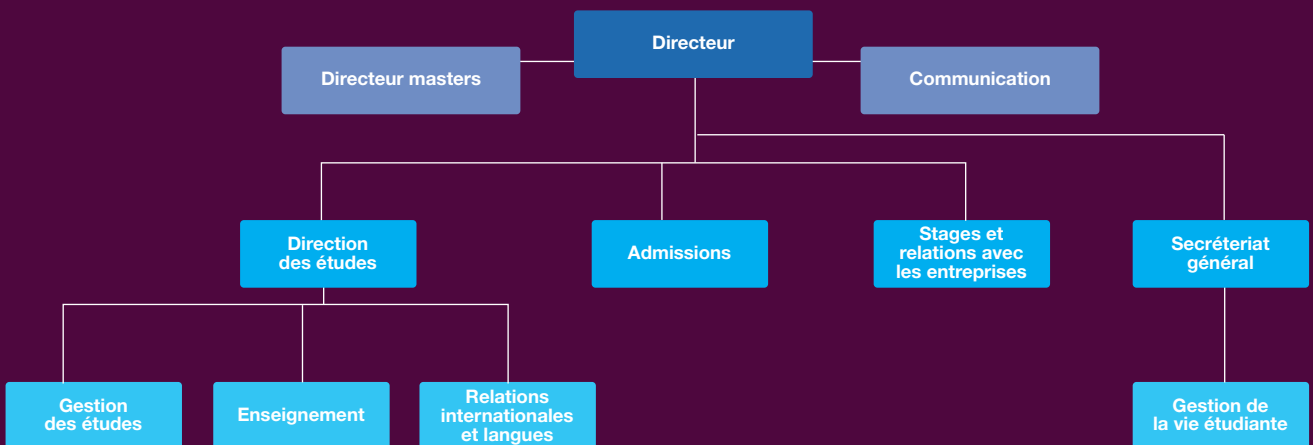 Directeur
Directeur masters
Communication
Direction
des études
Admissions
Stages et
relations avec
les entreprises
Secréteriat
général
Gestion
des études
Enseignement
Relations
internationales
et langues
Gestion de
la vie étudiante